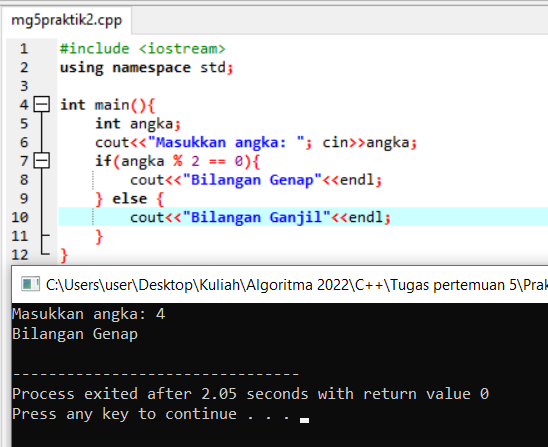 mg5praktik2.cpp
1 #include <iostream>
2 using namespace std;
3
4 int main(){
5 int angka;
6 cout<<"Masukkan angka: "; cin>>angka;
7 if(angka % 2 == 0){
8 cout<<"Bilangan Genap"<<endl;
9 } else {
10 cout<<"Bilangan Ganjil"<<endl;
11 }
12 }
C:\Users\user\Desktop\Kuliah\Algoritma 2022\C++\Tugas pertemuan 5\Prak
Masukkan angka: 4
Bilangan Genap
--------------------------------
Process exited after 2.05 seconds with return value 0
Press any key to continue . . .